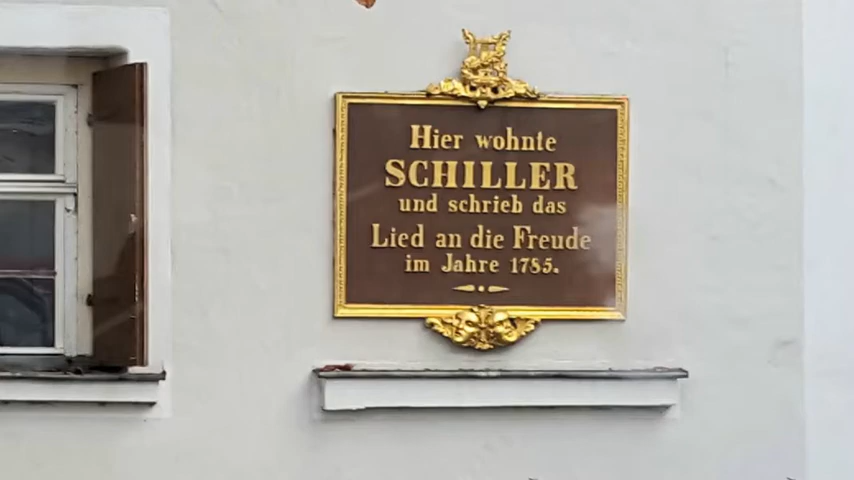 Hier wohnte
SCHILLER
und schrieb das
Lied an die Freude
im Jahre 1785.